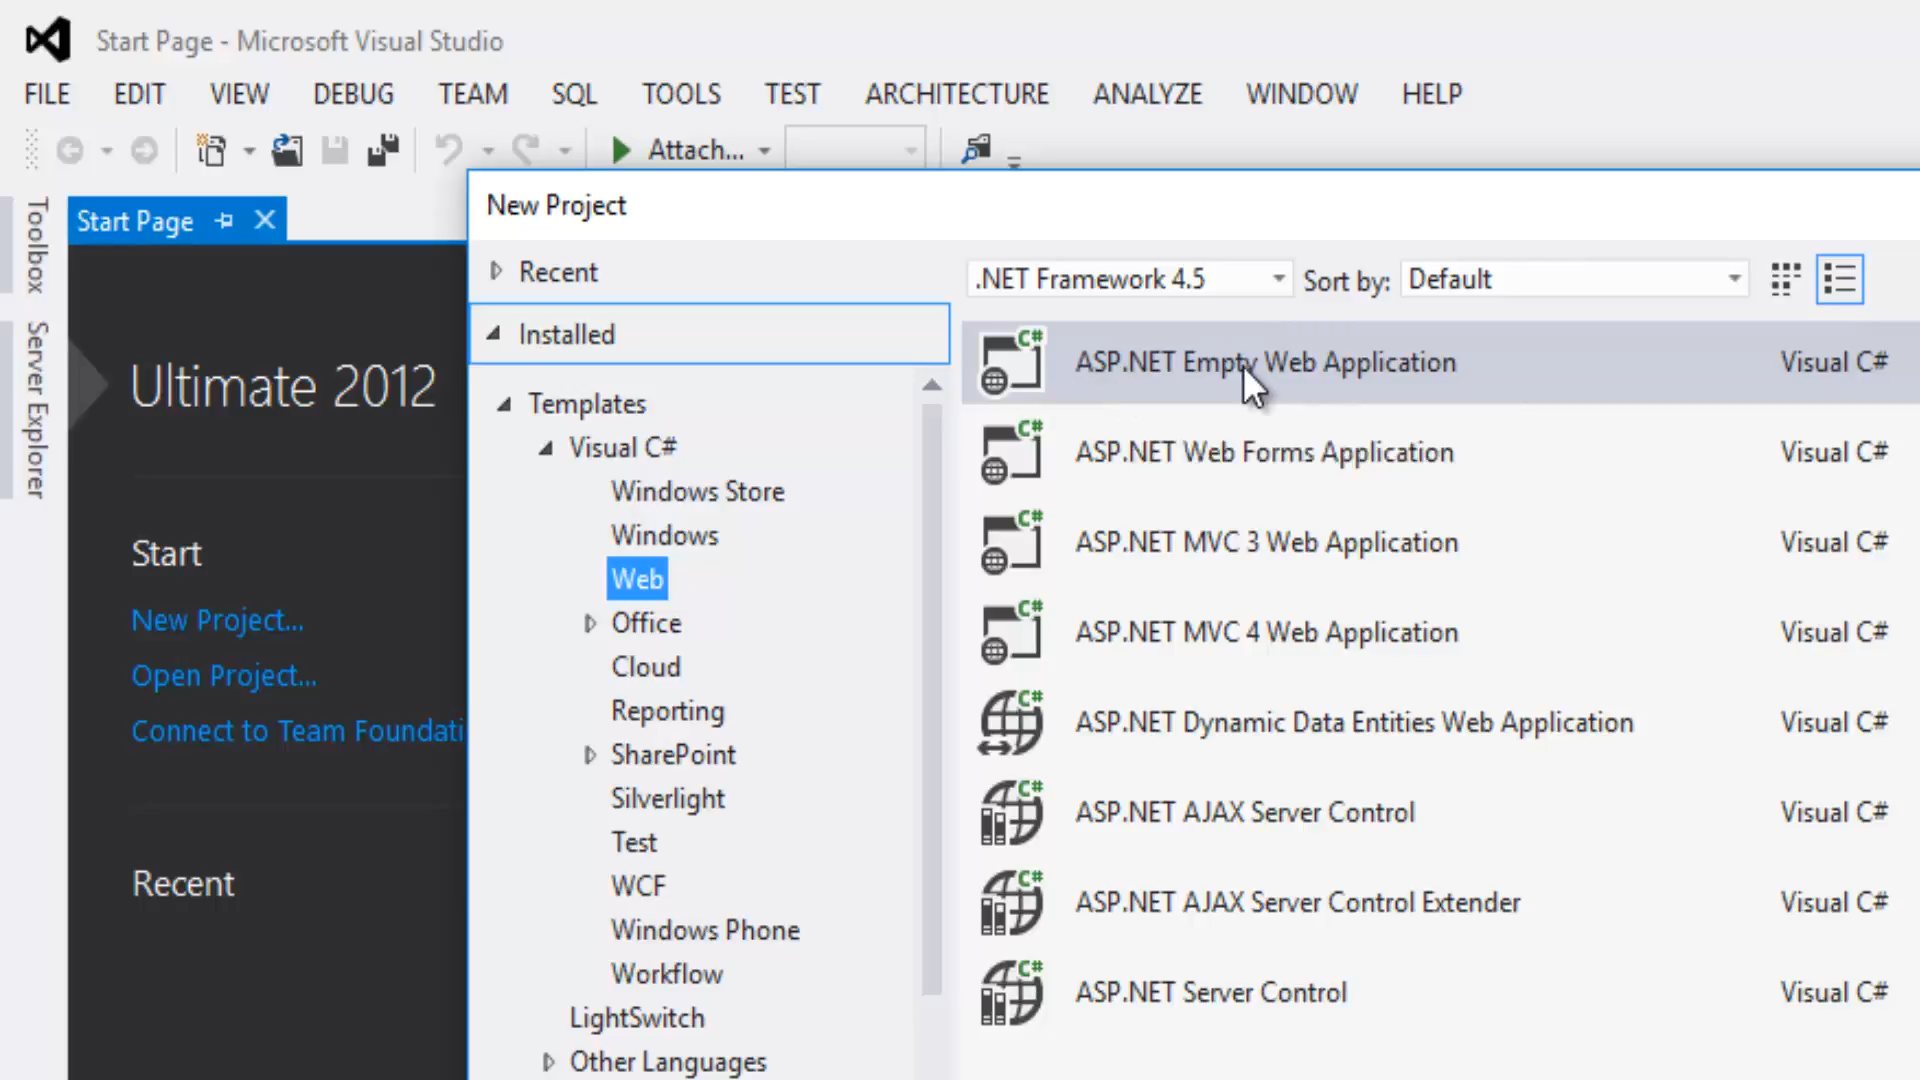 Start Page - Microsoft Visual Studio
FILE EDIT VIEW DEBUG TEAM SQL TOOLS TEST ARCHITECTURE ANALYZE WINDOW HELP
Attach...
Toolbox
Server Explorer
Start Page
Ultimate 2012
Start
New Project...
Open Project...
Connect to Team Foundati
Recent
New Project
Recent
Installed
Templates
Visual C#
Windows Store
Windows
Web
Office
Cloud
Reporting
SharePoint
Silverlight
Test
WCF
Windows Phone
Workflow
LightSwitch
Other Languages
.NET Framework 4.5 Sort by: Default
C# ASP.NET Empty Web Application Visual C#
C# ASP.NET Web Forms Application Visual C#
C# ASP.NET MVC 3 Web Application Visual C#
C# ASP.NET MVC 4 Web Application Visual C#
C# ASP.NET Dynamic Data Entities Web Application Visual C#
C# ASP.NET AJAX Server Control Visual C#
C# ASP.NET AJAX Server Control Extender Visual C#
C# ASP.NET Server Control Visual C#